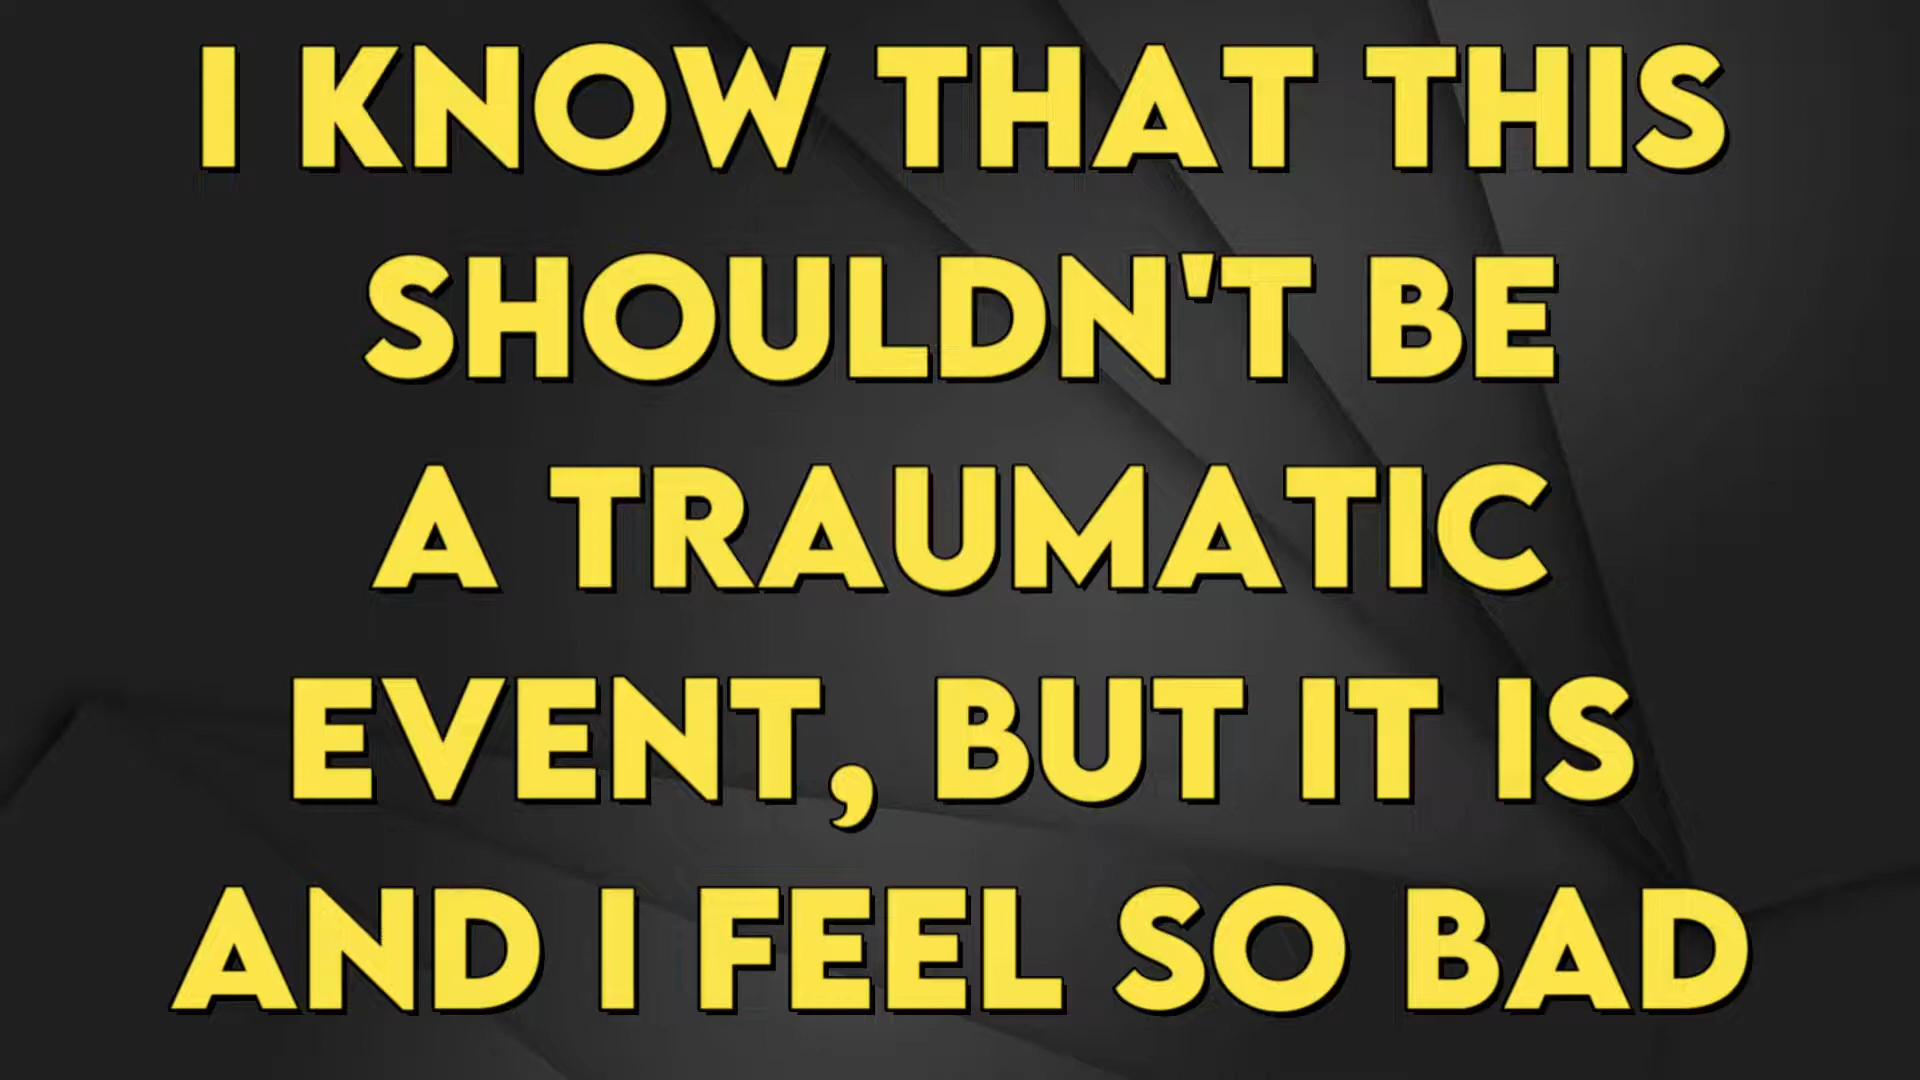 I KNOW THAT THIS
SHOULDN'T BE
A TRAUMATIC
EVENT, BUT IT IS
AND I FEEL SO BAD